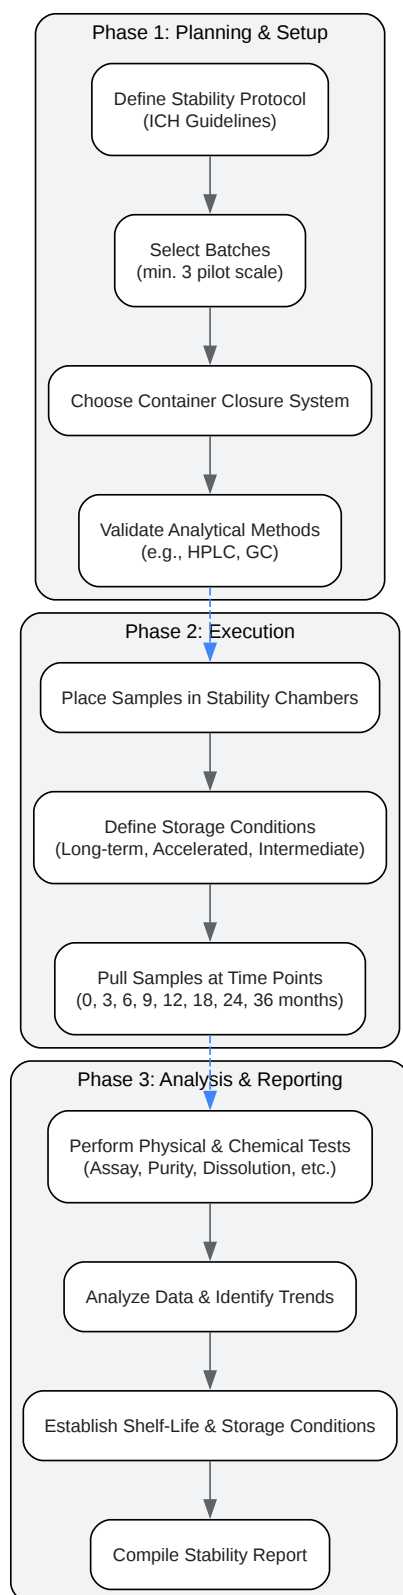 Phase 1: Planning & Setup
Define Stability Protocol
(ICH Guidelines)
Select Batches
(min. 3 pilot scale)
Choose Container Closure System
Validate Analytical Methods
(e.g., HPLC, GC)
Phase 2: Execution
Place Samples in Stability Chambers
Define Storage Conditions
(Long-term, Accelerated, Intermediate)
Pull Samples at Time Points
(0, 3, 6, 9, 12, 18, 24, 36 months)
Phase 3: Analysis & Reporting
Perform Physical & Chemical Tests
(Assay, Purity, Dissolution, etc.)
Analyze Data & Identify Trends
Establish Shelf-Life & Storage Conditions
Compile Stability Report